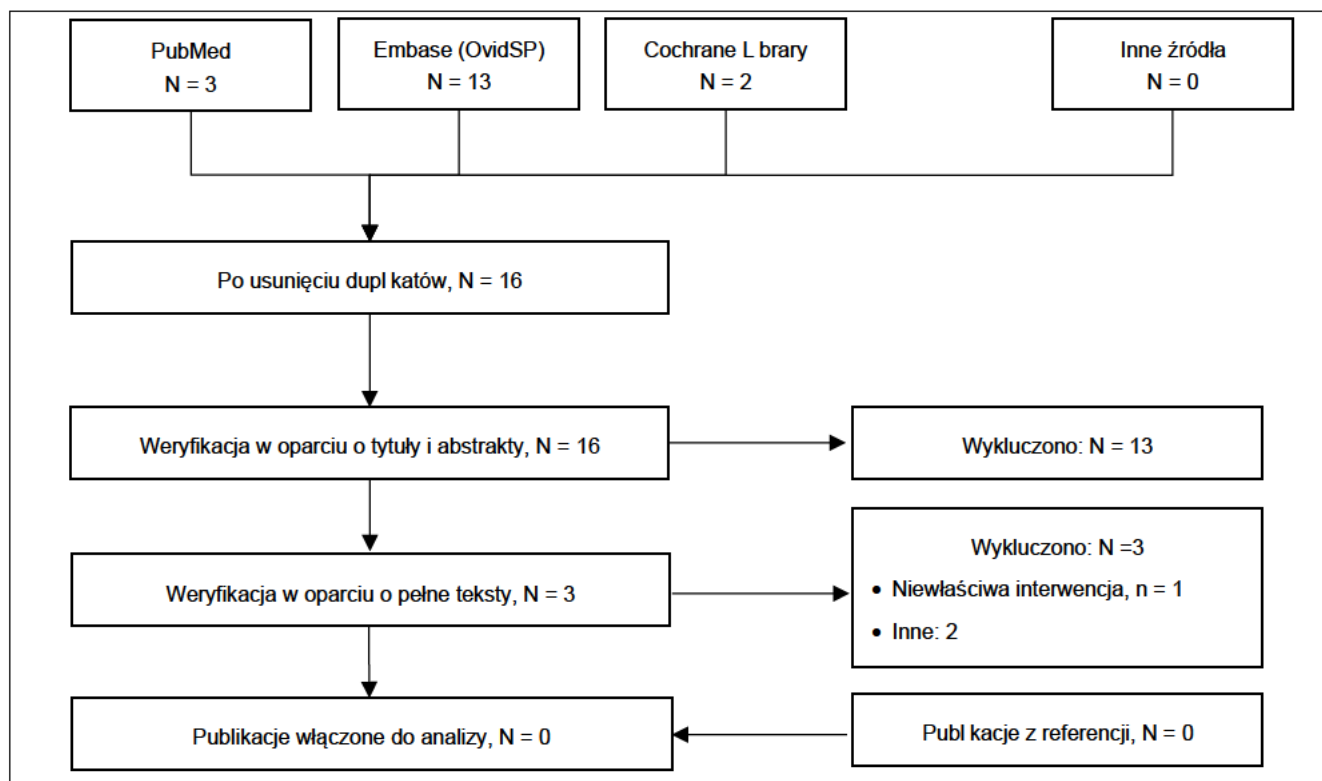 PubMed
N = 3
Embase (OvidSP)
N = 13
Cochrane L brary
N = 2
Inne źródła
N = 0
Po usunięciu dupl katów, N = 16
Weryfikacja w oparciu o tytuły i abstrakty, N = 16
Wykluczono: N = 13
Weryfikacja w oparciu o pełne teksty, N = 3
Wykluczono: N =3
• Niewłaściwa interwencja, n = 1
• Inne: 2
Publikacje włączone do analizy, N = 0
Publ kacje z referencji, N = 0